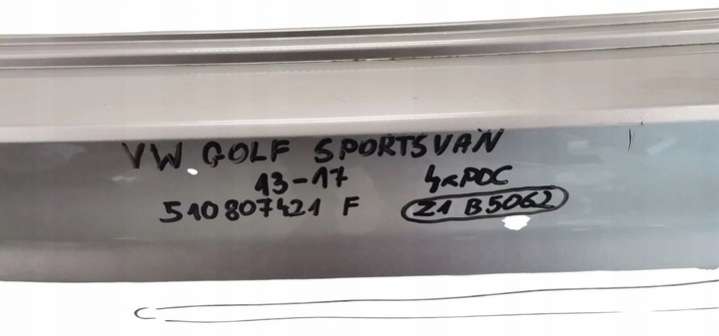 VW GOLF SPORTSVAN
13-17 4xPDC
510807421 F Z1 B5062